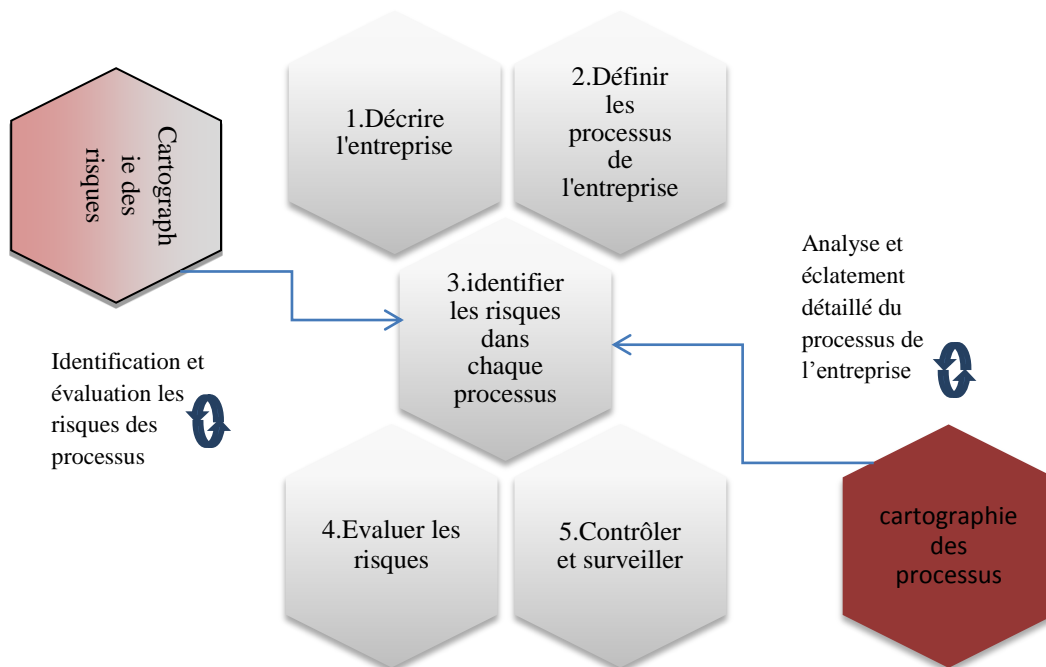 Cartograph
ie des
risques
1.Décrire
l'entreprise
2.Définir
les
processus
de
l'entreprise
3.identifier
les risques
dans
chaque
processus
Analyse et
éclatement
détaillé du
processus de
l’entreprise
Identification et
évaluation les
risques des
processus
4.Evaluer les
risques
5.Contrôler
et surveiller
cartographie
des
processus